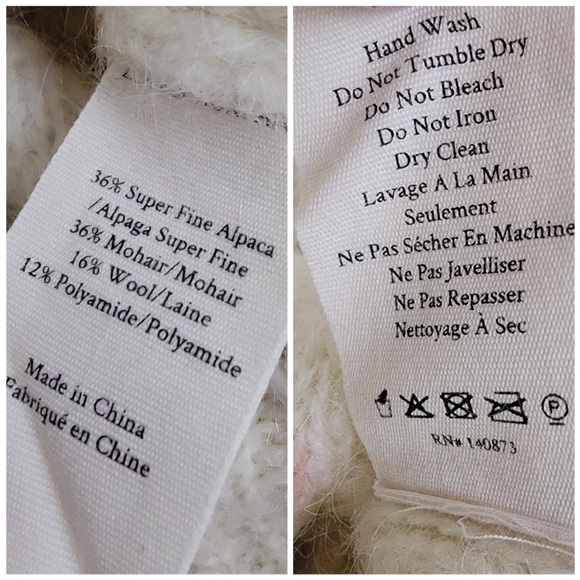 36% Super Fine Alpaca
/Alpaga Super Fine
36% Mohair/Mohair
16% Wool/Laine
12% Polyamide/Polyamide
Made in China
Fabriqué en Chine
Hand Wash
Do Not Tumble Dry
Do Not Bleach
Do Not Iron
Dry Clean
Lavage A La Main
Seulement
Ne Pas Sécher En Machine
Ne Pas Javelliser
Ne Pas Repasser
Nettoyage À Sec
P
RN# 140873